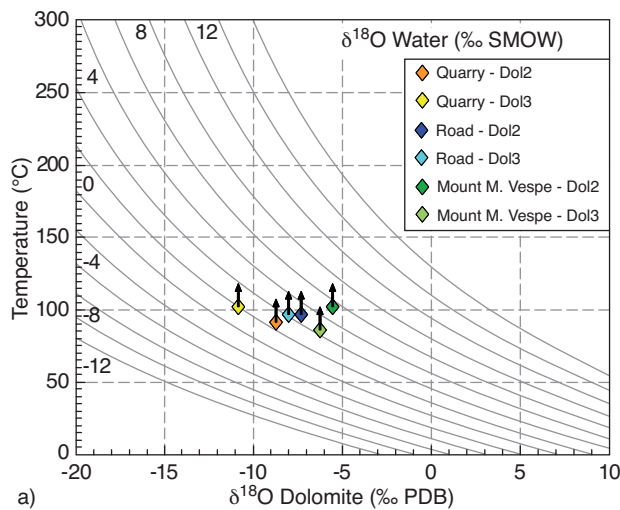 300
250
200
150
100
50
0
Temperature (°C)
4
0
-4
-8
-12
8
12
δ18O Water (‰ SMOW)
Quarry - Dol2
Quarry - Dol3
Road - Dol2
Road - Dol3
Mount M. Vespe - Dol2
Mount M. Vespe - Dol3
-20 -15 -10 -5 0 5 10
a)
δ18O Dolomite (‰ PDB)